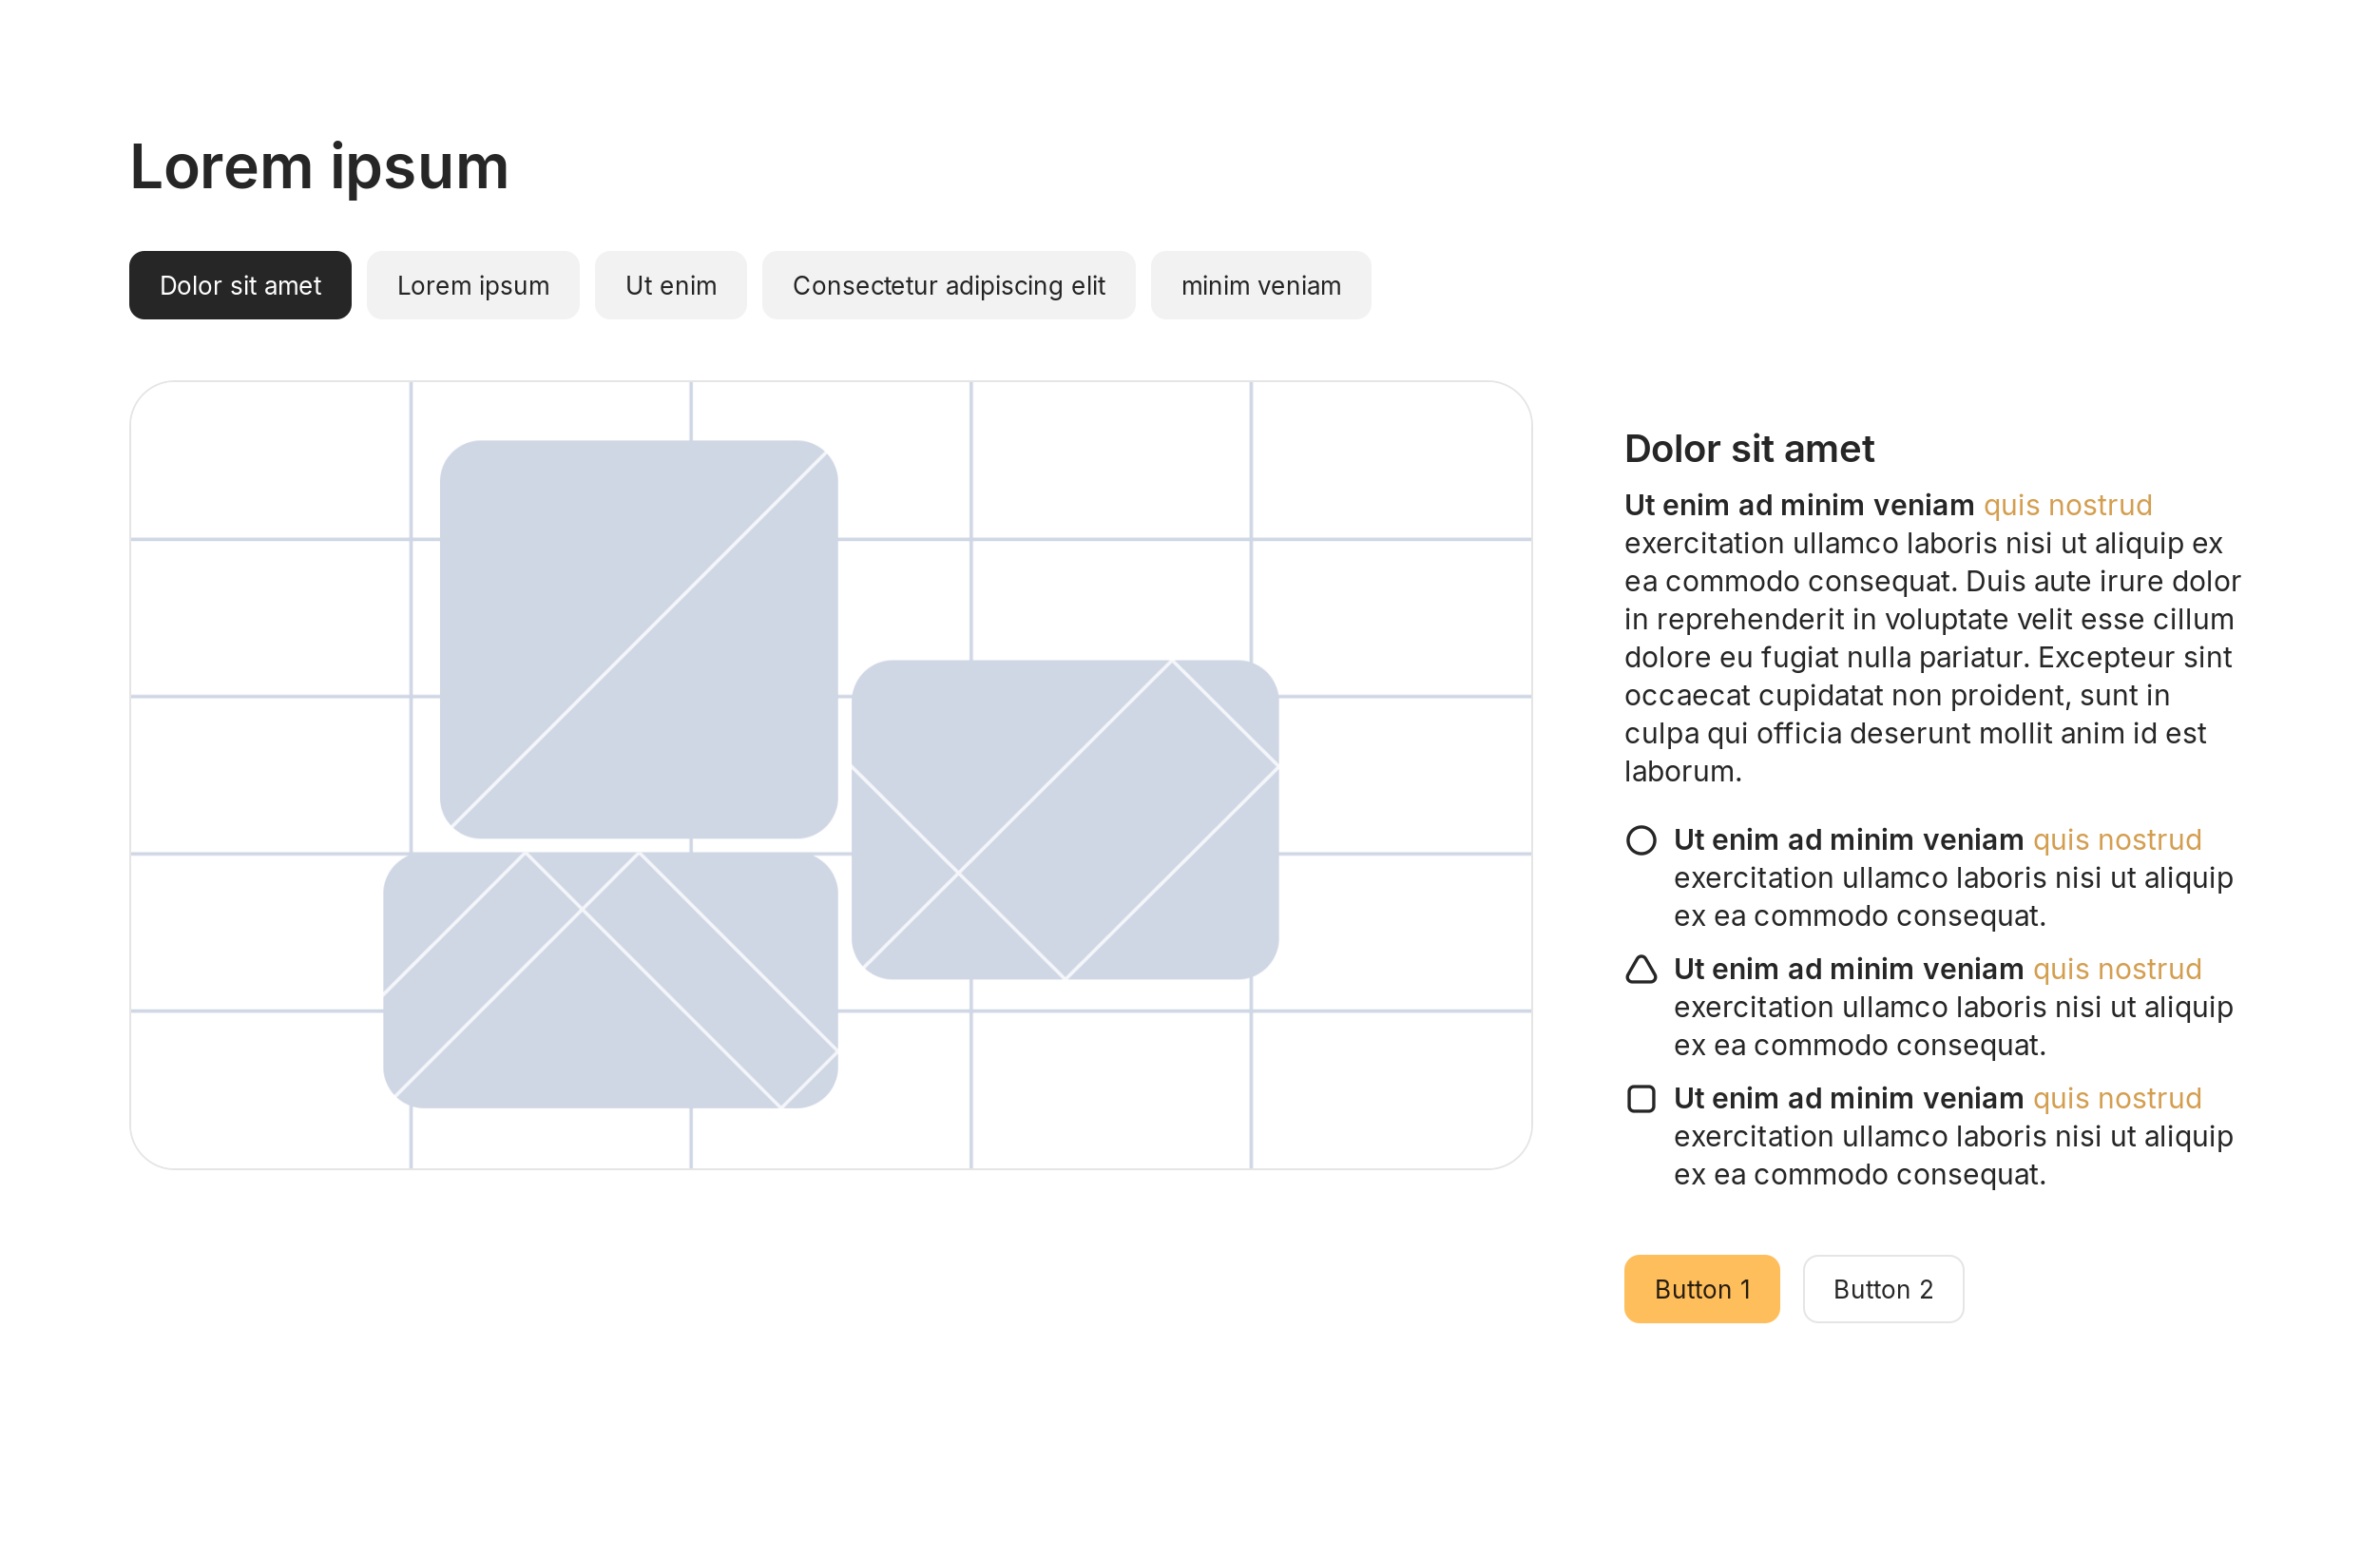 Lorem ipsum
Dolor sit amet
Lorem ipsum
Ut enim
Consectetur adipiscing elit
minim veniam
Dolor sit amet
Ut enim ad minim veniam quis nostrud
exercitation ullamco laboris nisi ut aliquip ex
ea commodo consequat. Duis aute irure dolor
in reprehenderit in voluptate velit esse cillum
dolore eu fugiat nulla pariatur. Excepteur sint
occaecat cupidatat non proident, sunt in
culpa qui officia deserunt mollit anim id est
laborum.
Ut enim ad minim veniam quis nostrud
exercitation ullamco laboris nisi ut aliquip
ex ea commodo consequat.
Ut enim ad minim veniam quis nostrud
exercitation ullamco laboris nisi ut aliquip
ex ea commodo consequat.
Ut enim ad minim veniam quis nostrud
exercitation ullamco laboris nisi ut aliquip
ex ea commodo consequat.
Button 1
Button 2